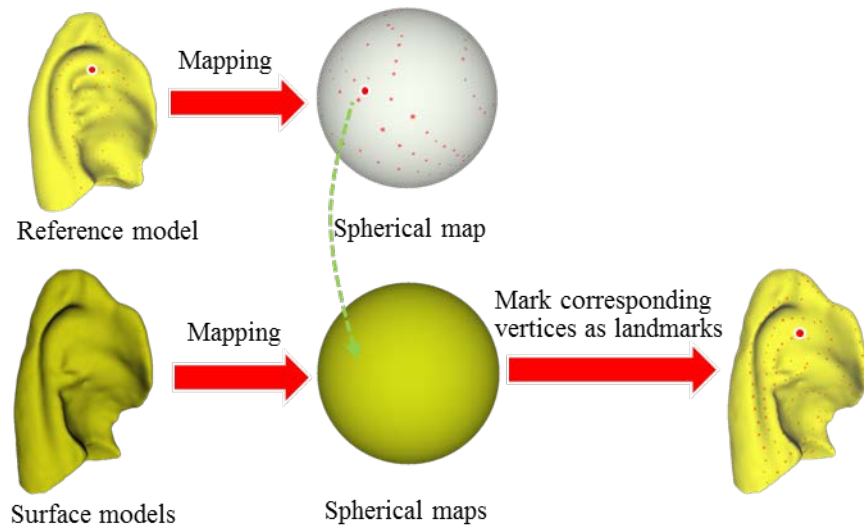 Mapping
Reference model
Spherical map
Mapping
Mark corresponding
vertices as landmarks
Surface models
Spherical maps